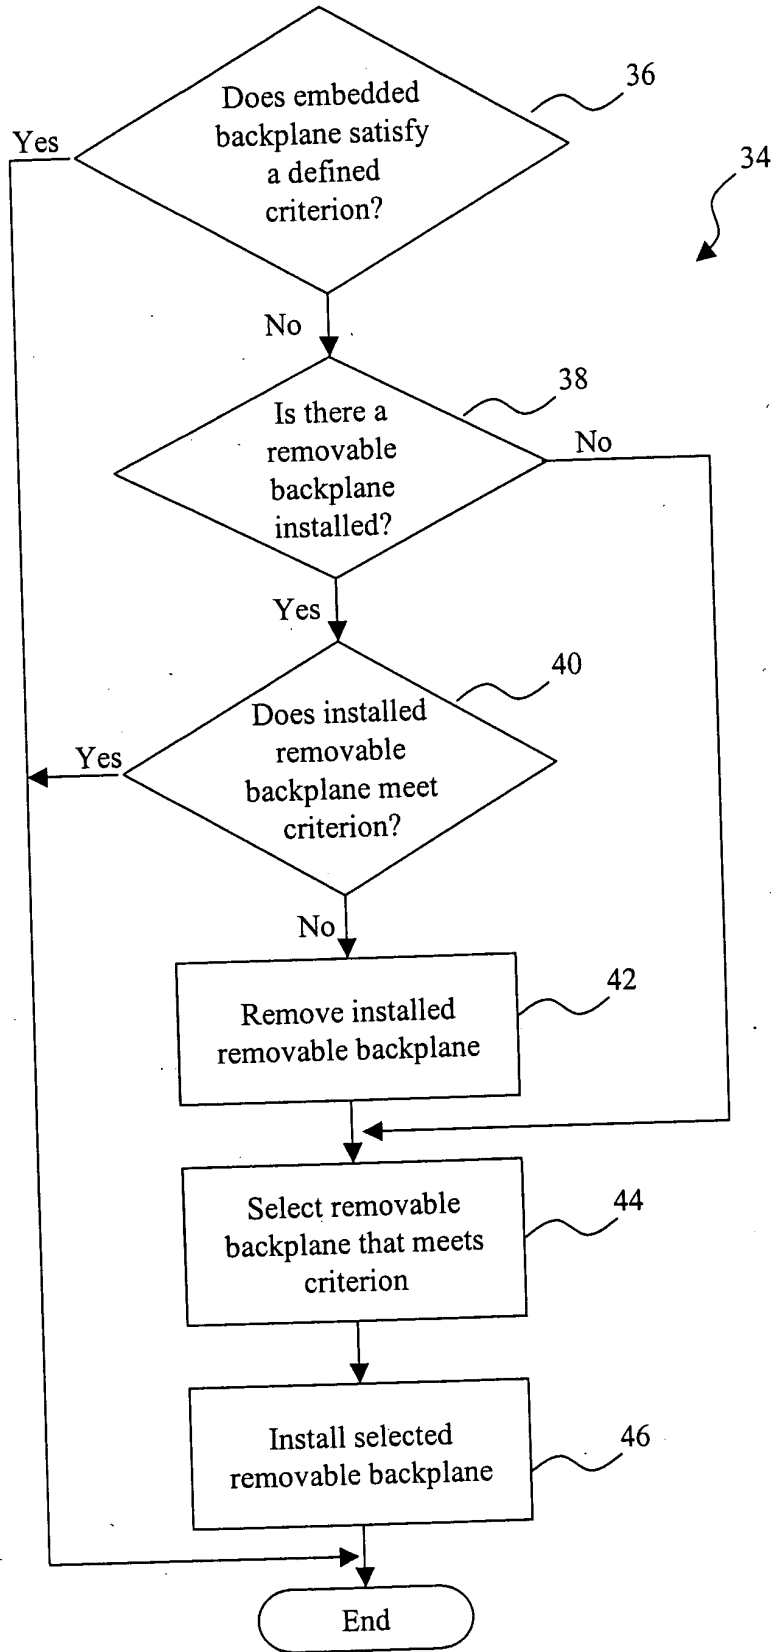 Does embedded
backplane satisfy
a defined
criterion?
36
Yes
34
No
Is there a
removable
backplane
installed?
38
No
Yes
Does installed
removable
backplane meet
criterion?
40
Yes
No
Remove installed
removable backplane
42
Select removable
backplane that meets
criterion
44
Install selected
removable backplane
46
End